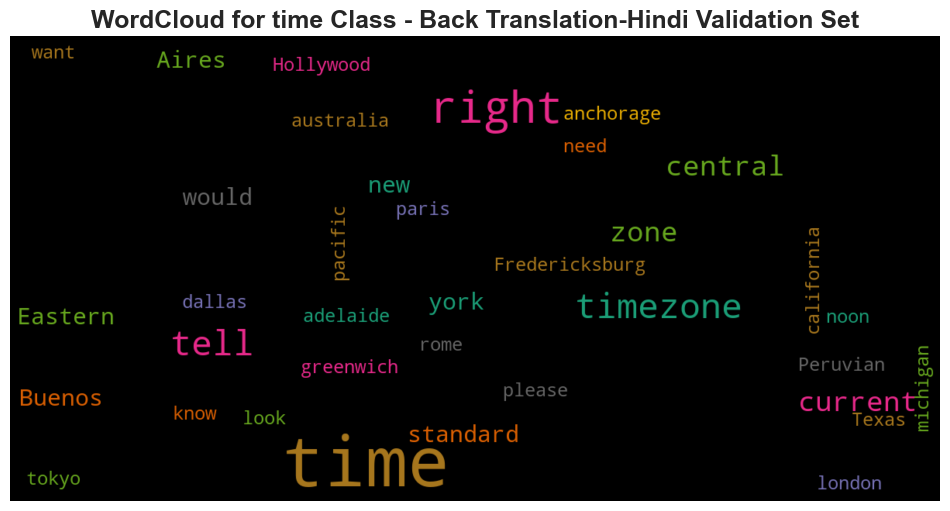 WordCloud for time Class - Back Translation-Hindi Validation Set
want
Aires
Hollywood
right
anchorage
australia
need
central
new
would
paris
pacific
zone
california
Fredericksburg
dallas
york
timezone
Eastern
adelaide
noon
tell
rome
greenwich
Peruvian
michigan
please
Buenos
current
know
look
Texas
standard
time
tokyo
london